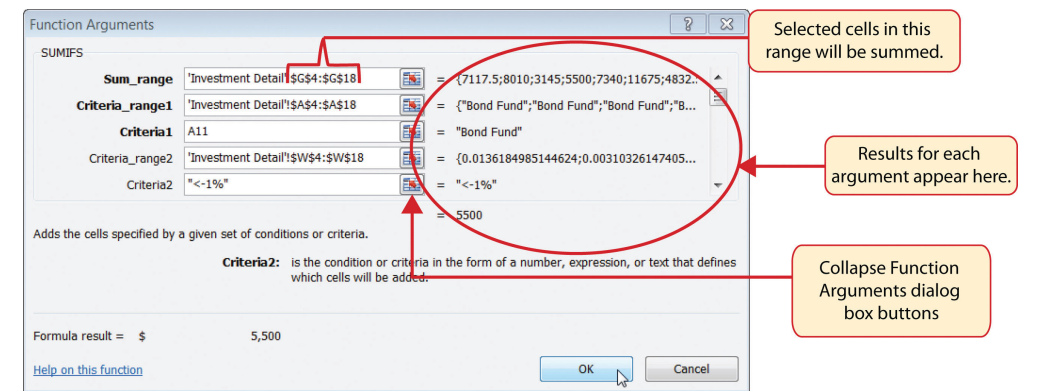 Function Arguments
Selected cells in this
range will be summed.
SUMIFS
Sum_range 'Investment Detail'!$G$4:$G$18 = {7117.5;8010;3145;5500;7340;11675;4832..
Criteria_range1 'Investment Detail'!$A$4:$A$18 = {"Bond Fund";"Bond Fund";"Bond Fund";"B...
Criteria1 A11 = "Bond Fund"
Criteria_range2 'Investment Detail'!$W$4:$W$18 = {0.0136184985144624;0.00310326147405...
Criteria2 "<-1%" = "<-1%"
Results for each
argument appear here.
= 5500
Adds the cells specified by a given set of conditions or criteria.
Criteria2: is the condition or criteria in the form of a number, expression, or text that defines
which cells will be added.
Collapse Function
Arguments dialog
box buttons
Formula result = $ 5,500
Help on this function
OK
Cancel